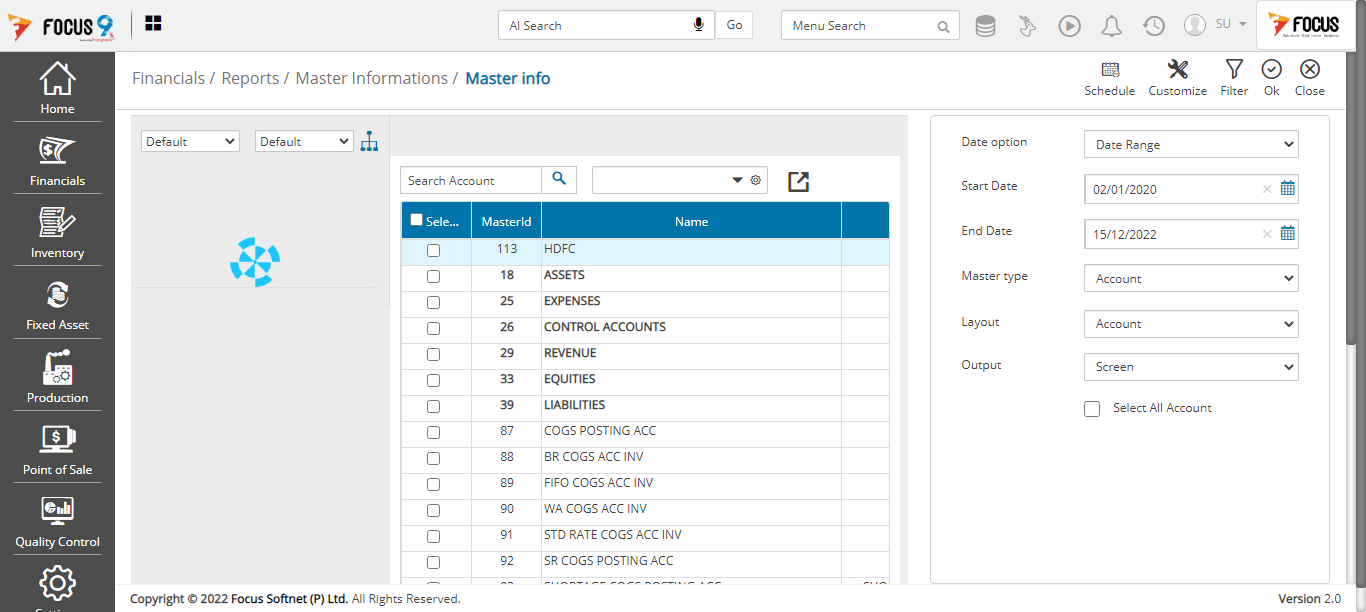 FOCUS 9
AI Search
Go
Menu Search
SU
FOCUS
Financials / Reports / Master Informations / Master info
Schedule
Customize
Filter
Ok
Close
Home
Financials
Inventory
Fixed Asset
Production
Point of Sale
Quality Control
Default
Default
Search Account
Sele... MasterId Name
113 HDFC
18 ASSETS
25 EXPENSES
26 CONTROL ACCOUNTS
29 REVENUE
33 EQUITIES
39 LIABILITIES
87 COGS POSTING ACC
88 BR COGS ACC INV
89 FIFO COGS ACC INV
90 WA COGS ACC INV
91 STD RATE COGS ACC INV
92 SR COGS POSTING ACC
Date option Date Range
Start Date 02/01/2020
End Date 15/12/2022
Master type Account
Layout Account
Output Screen
Select All Account
Copyright © 2022 Focus Softnet (P) Ltd. All Rights Reserved.
Version 2.0